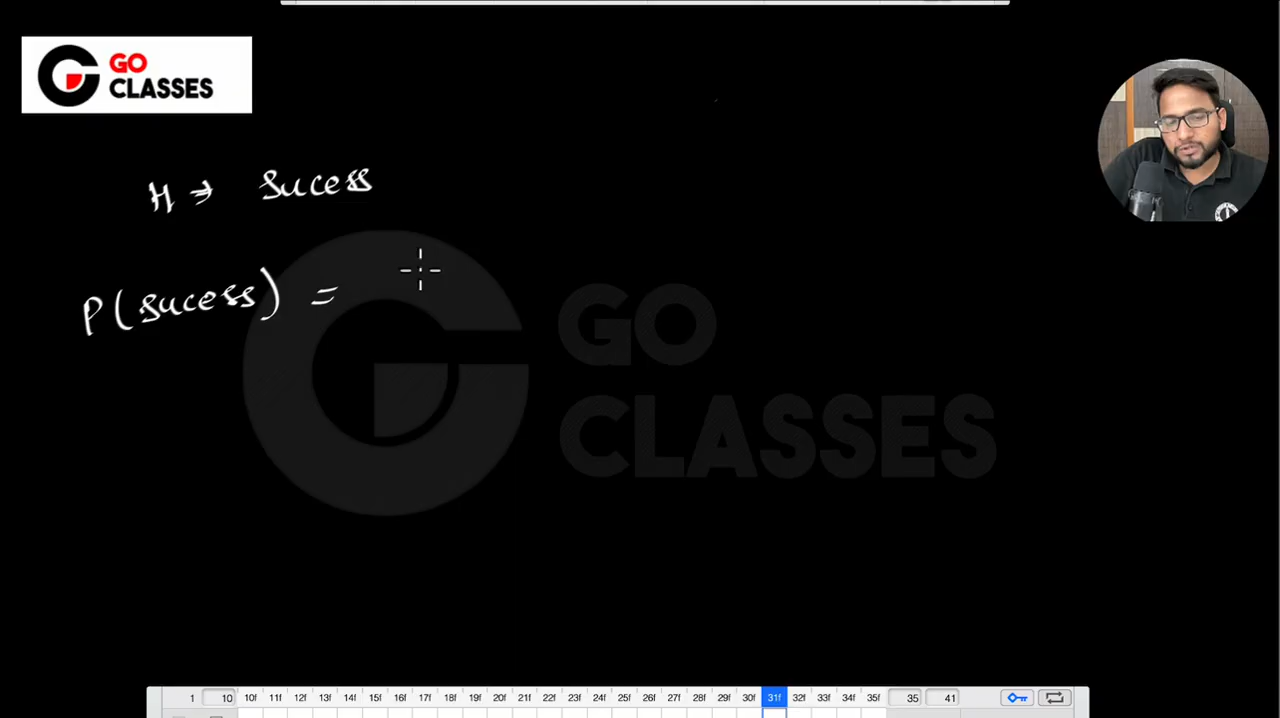 GO
CLASSES
H ⇒ Sucess
P(sucess) =
GO
CLASSES
1 10 10f 11f 12f 13f 14f 15f 16f 17f 18f 19f 20f 21f 22f 23f 24f 25f 26f 27f 28f 29f 30f 31f 32f 33f 34f 35f 35 41